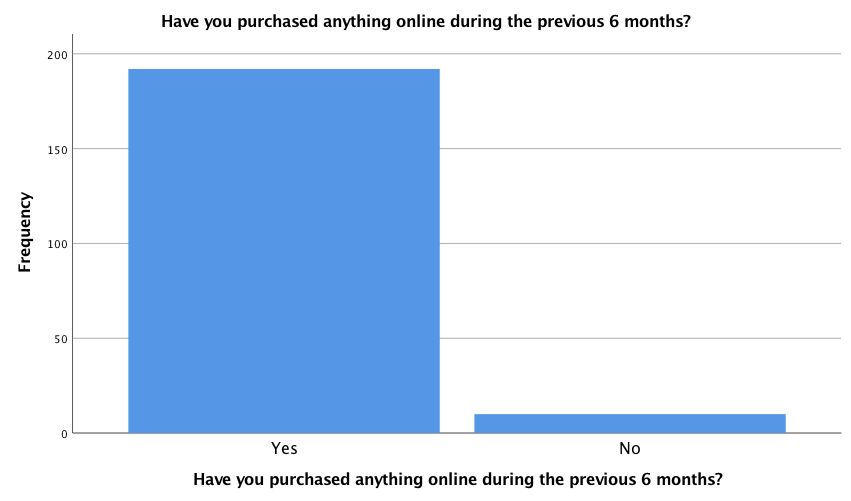 Have you purchased anything online during the previous 6 months?
200
150
100
50
0
Frequency
Yes No
Have you purchased anything online during the previous 6 months?